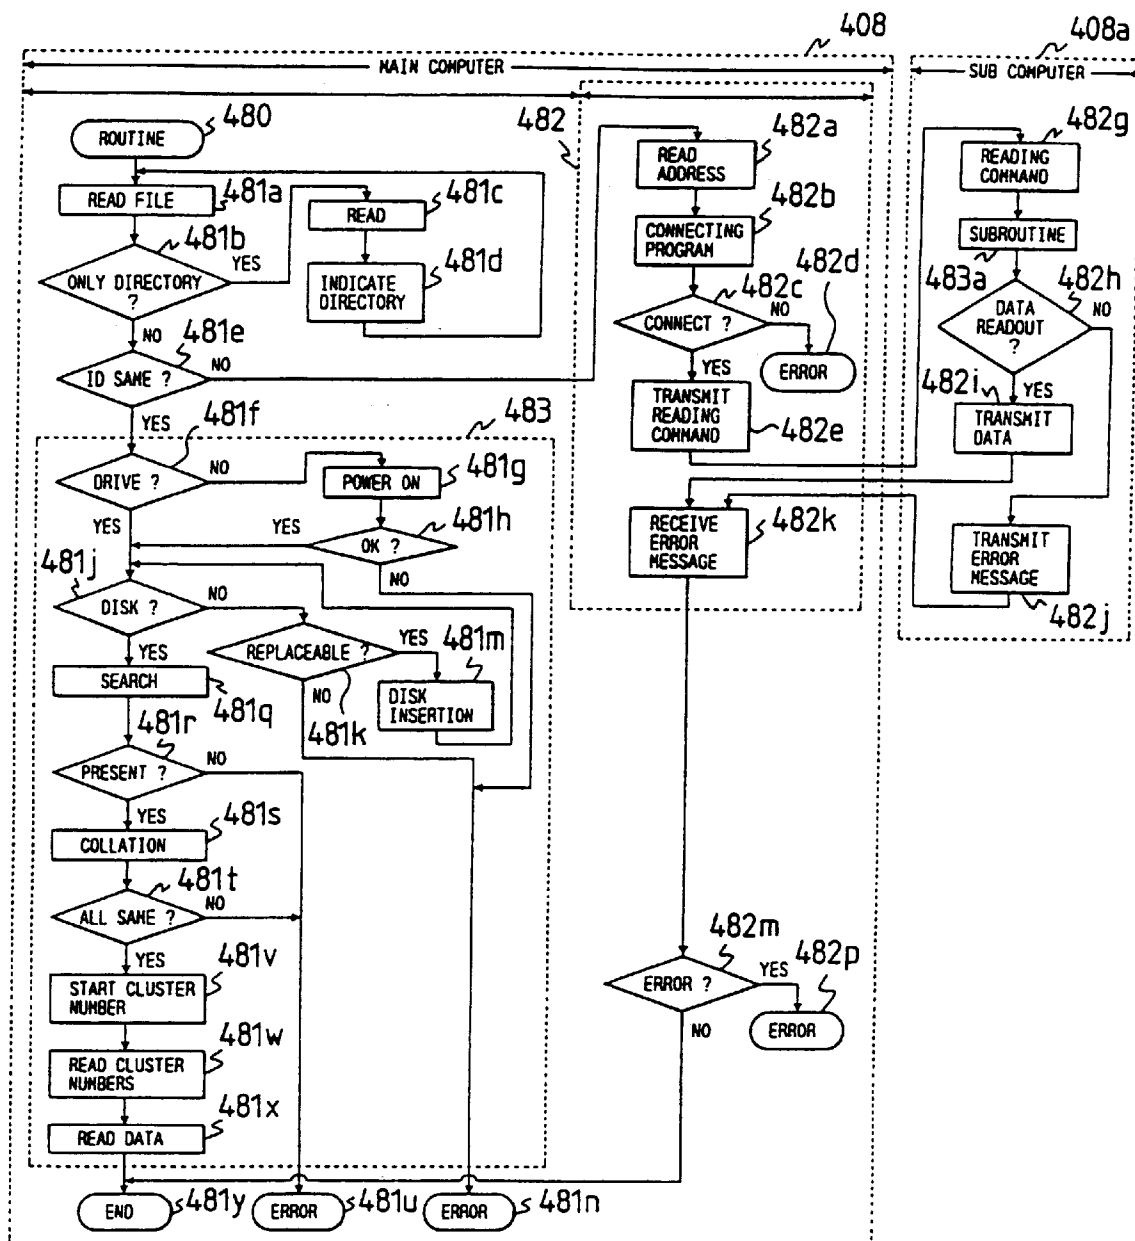 408
408a
MAIN COMPUTER
SUB COMPUTER
480
ROUTINE
482
482a
READ
ADDRESS
482g
READING
COMMAND
READ FILE
481a
481c
READ
482b
CONNECTING
PROGRAM
SUBROUTINE
483a
481b
ONLY DIRECTORY
?
YES
NO
481d
INDICATE
DIRECTORY
482c
CONNECT ?
NO
YES
482d
ERROR
482h
DATA
READOUT
?
NO
YES
481e
ID SAME ?
NO
YES
TRANSMIT
READING
COMMAND
482e
482i
TRANSMIT
DATA
483
481f
DRIVE ?
NO
YES
481g
POWER ON
481h
OK ?
YES
NO
RECEIVE
ERROR
MESSAGE
482k
TRANSMIT
ERROR
MESSAGE
482j
481j
DISK ?
NO
YES
REPLACEABLE ?
YES
NO
481k
481m
DISK
INSERTION
SEARCH
481q
481r
PRESENT ?
NO
YES
COLLATION
481s
481t
ALL SAME ?
NO
YES
482m
ERROR ?
YES
NO
482p
ERROR
START CLUSTER
NUMBER
481v
READ CLUSTER
NUMBERS
481w
READ DATA
481x
END
481y
ERROR
481u
ERROR
481n